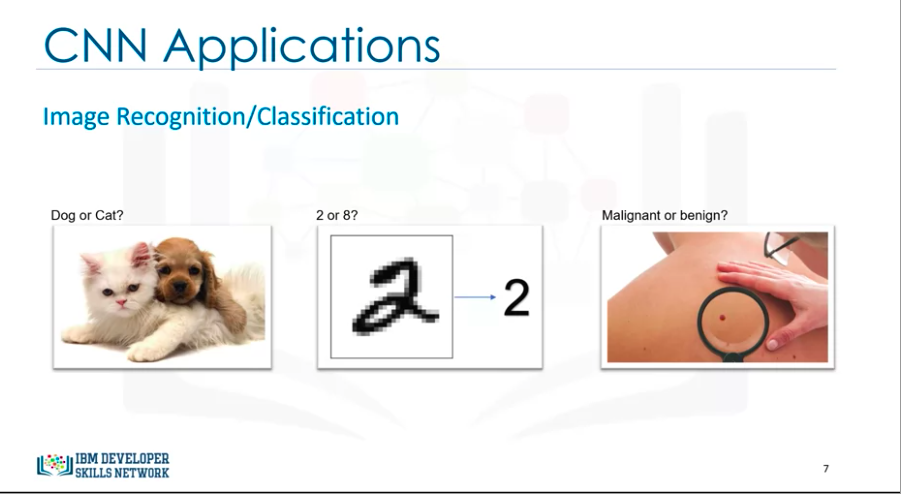 CNN Applications
Image Recognition/Classification
Dog or Cat?
2 or 8?
Malignant or benign?
2
2
IBM DEVELOPER
SKILLS NETWORK
7